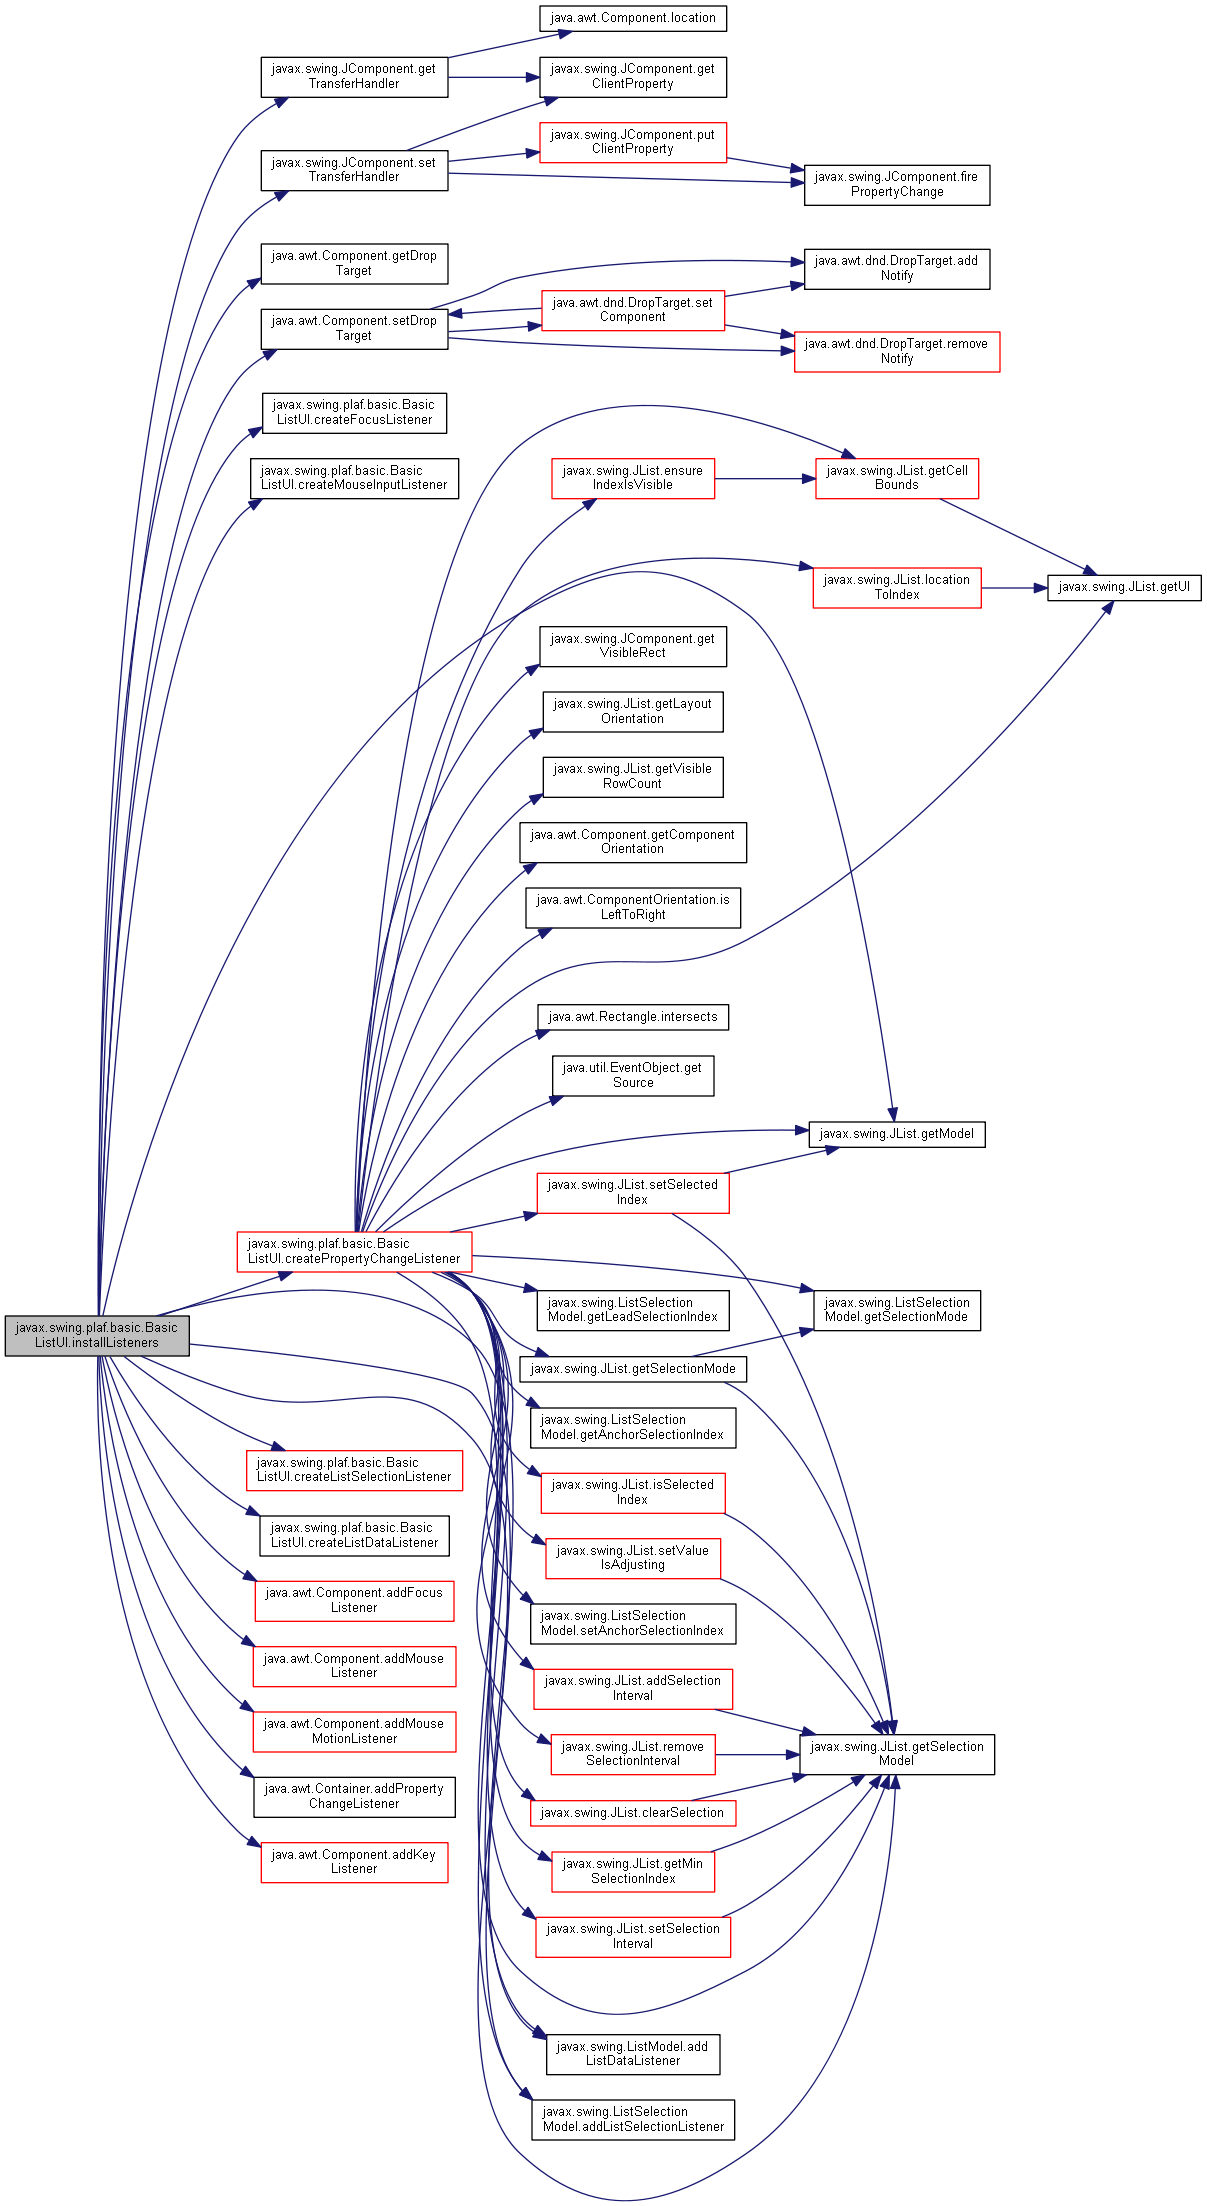 java.awt.Component.location
javax.swing.JComponent.get
TransferHandler
javax.swing.JComponent.get
ClientProperty
javax.swing.JComponent.put
ClientProperty
javax.swing.JComponent.set
TransferHandler
javax.swing.JComponent.fire
PropertyChange
java.awt.Component.getDrop
Target
java.awt.dnd.DropTarget.add
Notify
java.awt.dnd.DropTarget.set
Component
java.awt.Component.setDrop
Target
java.awt.dnd.DropTarget.remove
Notify
javax.swing.plaf.basic.Basic
ListUI.createFocusListener
javax.swing.plaf.basic.Basic
ListUI.createMouseInputListener
javax.swing.JList.ensure
IndexIsVisible
javax.swing.JList.getCell
Bounds
javax.swing.JList.location
ToIndex
javax.swing.JList.getUI
javax.swing.JComponent.get
VisibleRect
javax.swing.JList.getLayout
Orientation
javax.swing.JList.getVisible
RowCount
java.awt.Component.getComponent
Orientation
java.awt.ComponentOrientation.is
LeftToRight
java.awt.Rectangle.intersects
java.util.EventObject.get
Source
javax.swing.JList.getModel
javax.swing.JList.setSelected
Index
javax.swing.plaf.basic.Basic
ListUI.createPropertyChangeListener
javax.swing.ListSelection
Model.getLeadSelectionIndex
javax.swing.ListSelection
Model.getSelectionMode
javax.swing.plaf.basic.Basic
ListUI.installListeners
javax.swing.JList.getSelectionMode
javax.swing.ListSelection
Model.getAnchorSelectionIndex
javax.swing.plaf.basic.Basic
ListUI.createListSelectionListener
javax.swing.JList.isSelected
Index
javax.swing.plaf.basic.Basic
ListUI.createListDataListener
javax.swing.JList.setValue
IsAdjusting
java.awt.Component.addFocus
Listener
javax.swing.ListSelection
Model.setAnchorSelectionIndex
java.awt.Component.addMouse
Listener
javax.swing.JList.addSelection
Interval
java.awt.Component.addMouse
MotionListener
javax.swing.JList.remove
SelectionInterval
javax.swing.JList.getSelection
Model
java.awt.Container.addProperty
ChangeListener
javax.swing.JList.clearSelection
java.awt.Component.addKey
Listener
javax.swing.JList.getMin
SelectionIndex
javax.swing.JList.setSelection
Interval
javax.swing.ListModel.add
ListDataListener
javax.swing.ListSelection
Model.addListSelectionListener